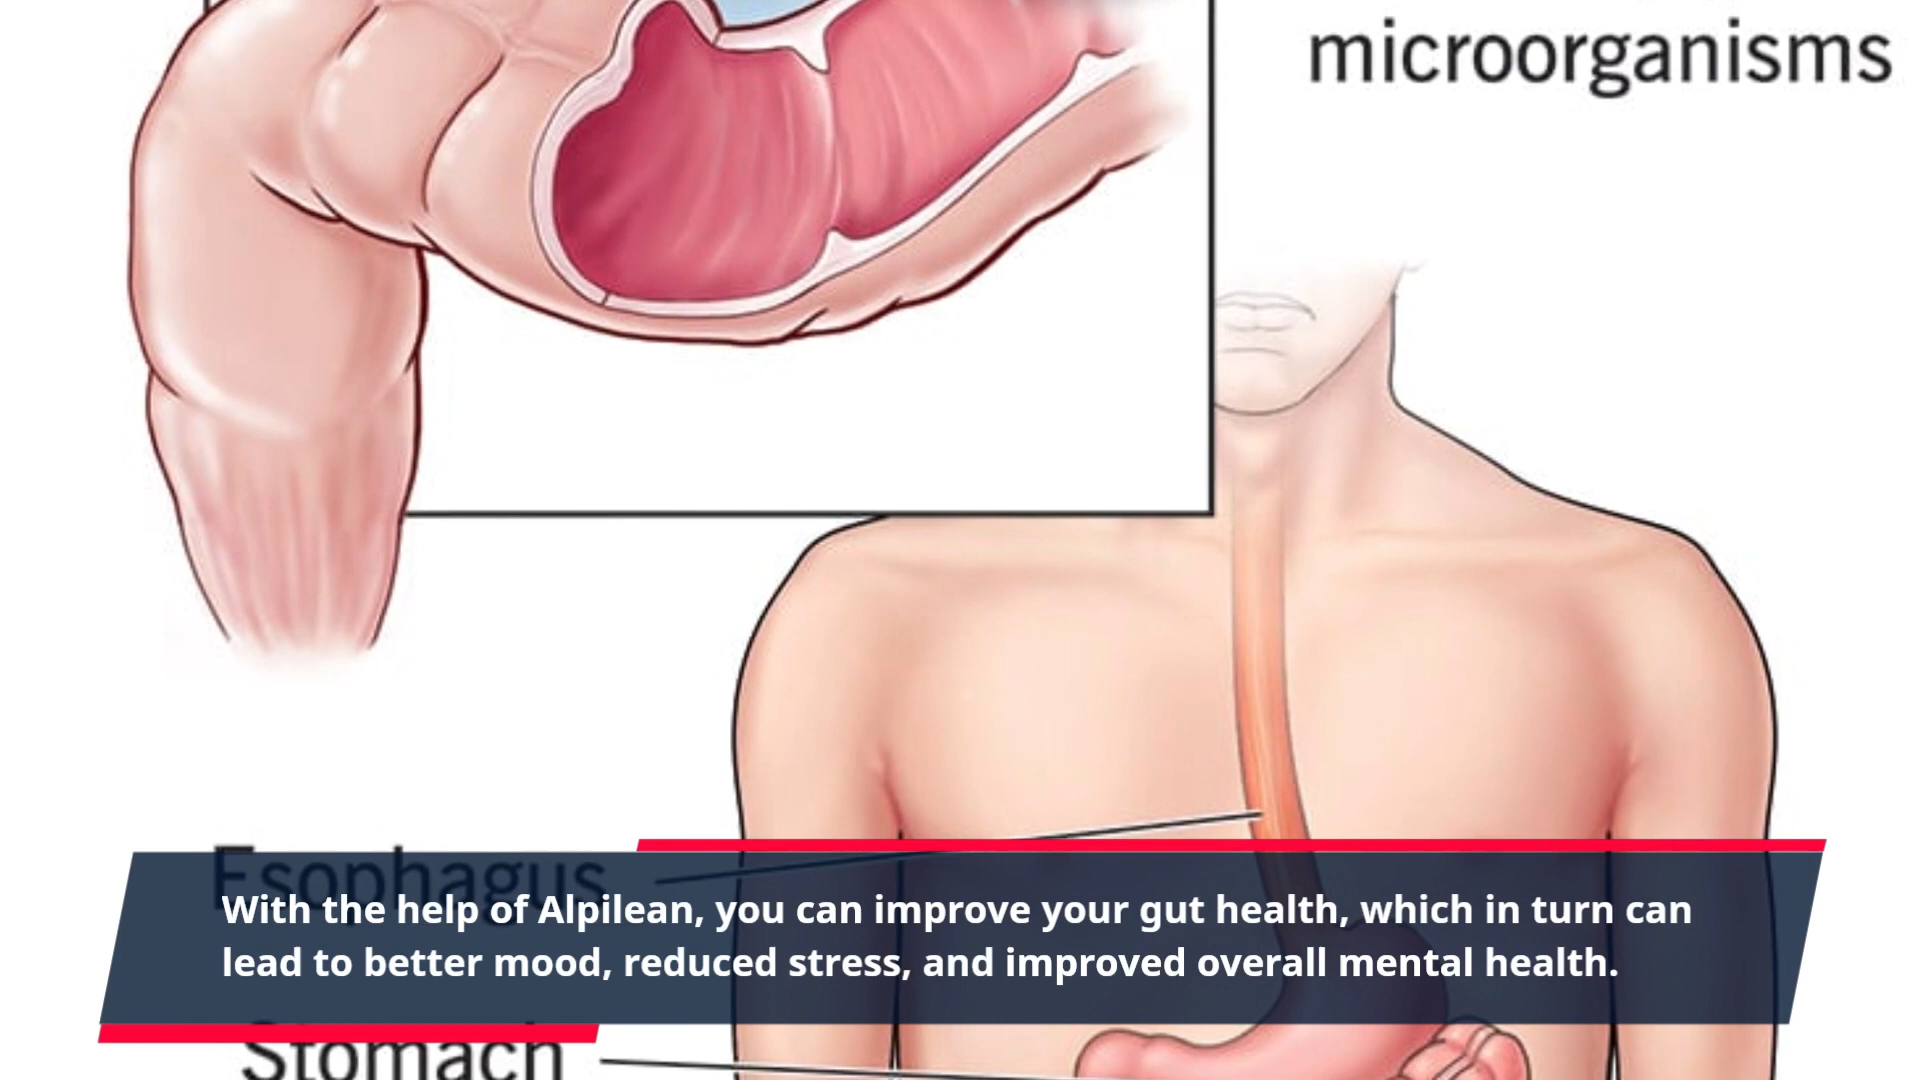 microorganisms
Esophagus
With the help of Alpilean, you can improve your gut health, which in turn can
lead to better mood, reduced stress, and improved overall mental health.
Stomach